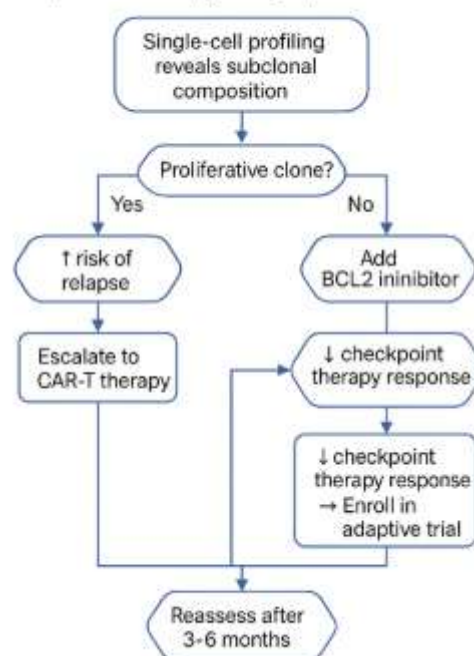 Single-cell profiling
reveals subclonal
composition
Proliferative clone?
Yes
No
↑ risk of
relapse
Add
BCL2 ininibitor
Escalate to
CAR-T therapy
↓ checkpoint
therapy response
↓ checkpoint
therapy response
→ Enroll in
adaptive trial
Reassess after
3-6 months